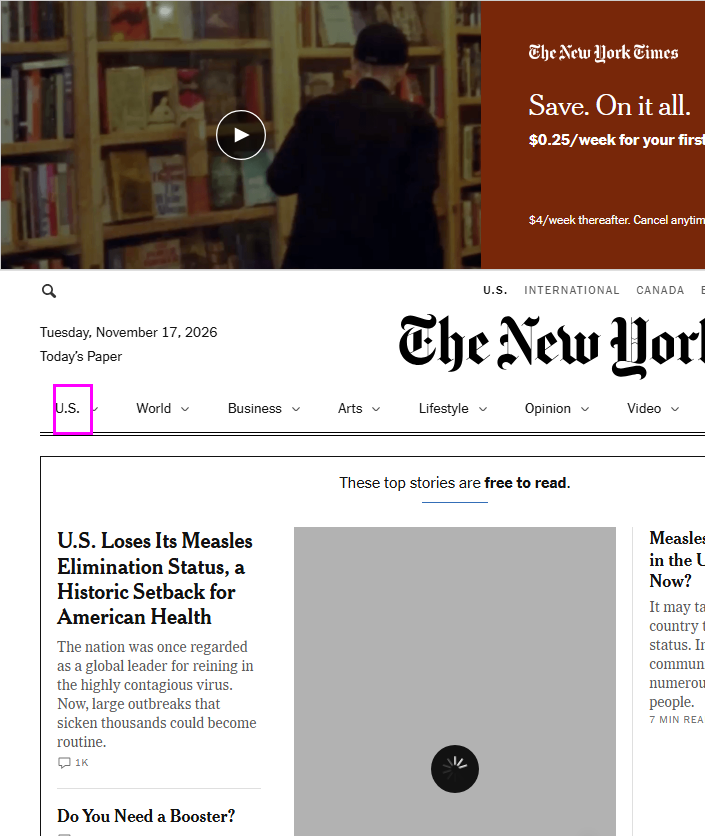 The New York Times
Save. On it all.
$0.25/week for your first
$4/week thereafter. Cancel anytim
U.S. INTERNATIONAL CANADA
Tuesday, November 17, 2026
Today's Paper
The New York
U.S. World Business Arts Lifestyle Opinion Video
These top stories are free to read.
U.S. Loses Its Measles
Elimination Status, a
Historic Setback for
American Health
The nation was once regarded
as a global leader for reining in
the highly contagious virus.
Now, large outbreaks that
sicken thousands could become
routine.
1K
Do You Need a Booster?
Measles
in the U
Now?
It may ta
country t
status. In
commun
numerou
people.
7 MIN REA